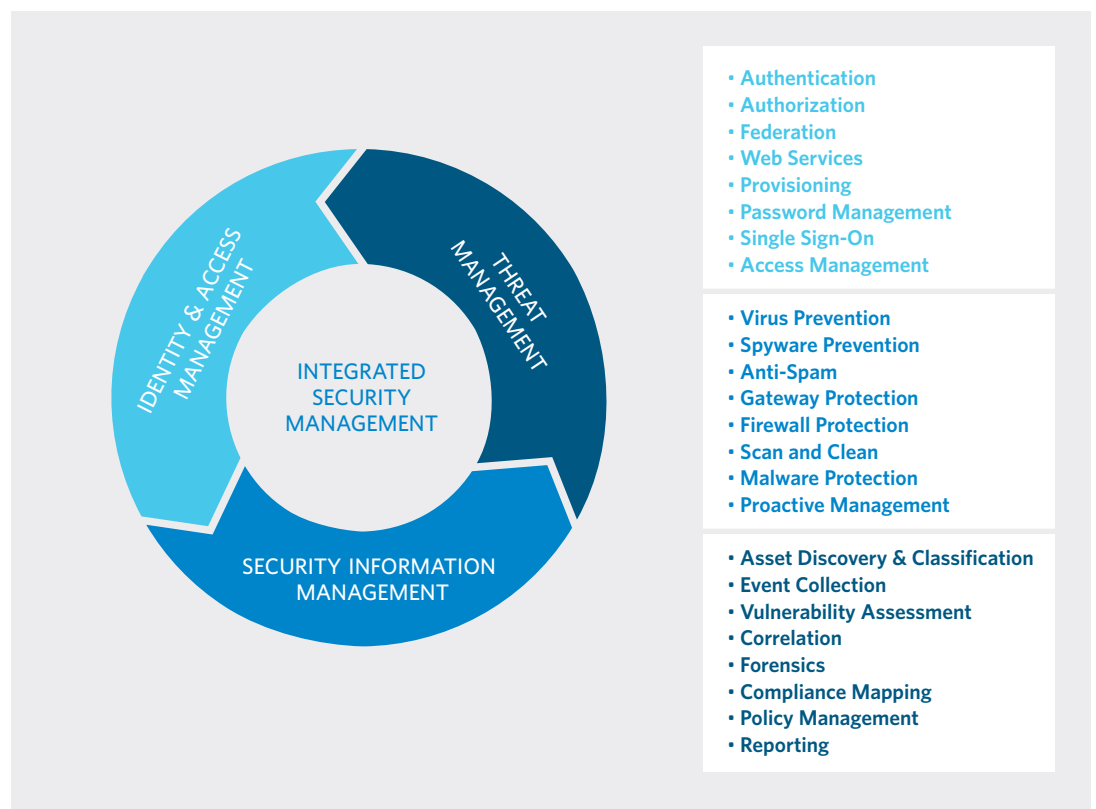 IDENTITY & ACCESS
MANAGEMENT
THREAT
MANAGEMENT
INTEGRATED
SECURITY
MANAGEMENT
SECURITY INFORMATION
MANAGEMENT
• Authentication
• Authorization
• Federation
• Web Services
• Provisioning
• Password Management
• Single Sign-On
• Access Management
• Virus Prevention
• Spyware Prevention
• Anti-Spam
• Gateway Protection
• Firewall Protection
• Scan and Clean
• Malware Protection
• Proactive Management
• Asset Discovery & Classification
• Event Collection
• Vulnerability Assessment
• Correlation
• Forensics
• Compliance Mapping
• Policy Management
• Reporting